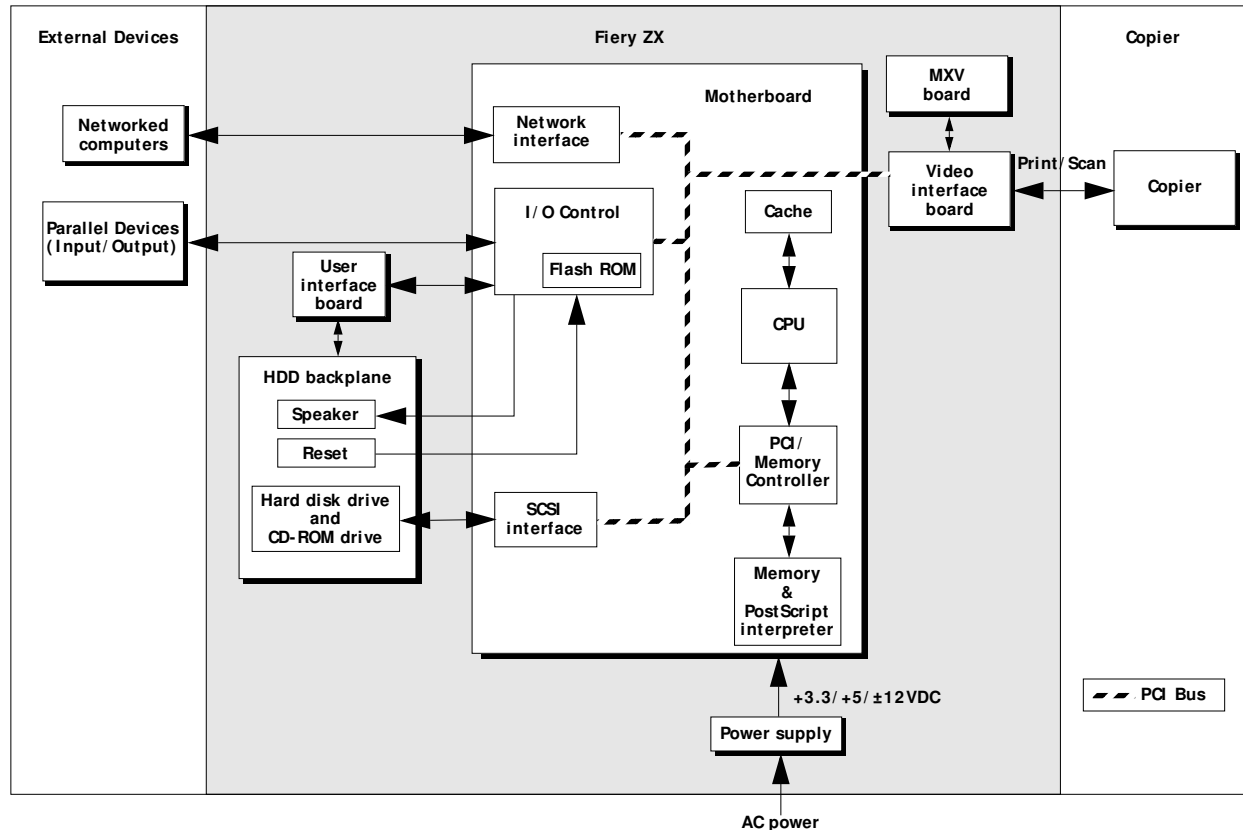 External Devices
Fiery ZX
Copier
MXV
board
Motherboard
Networked
computers
Network
interface
Print/Scan
Video
interface
board
Copier
Parallel Devices
(Input/Output)
I/O Control
Flash ROM
Cache
User
interface
board
CPU
HDD backplane
Speaker
Reset
Hard disk drive
and
CD-ROM drive
SCSI
interface
PCI/
Memory
Controller
Memory
&
PostScript
interpreter
+3.3/+5/±12VDC
PCI Bus
Power supply
AC power